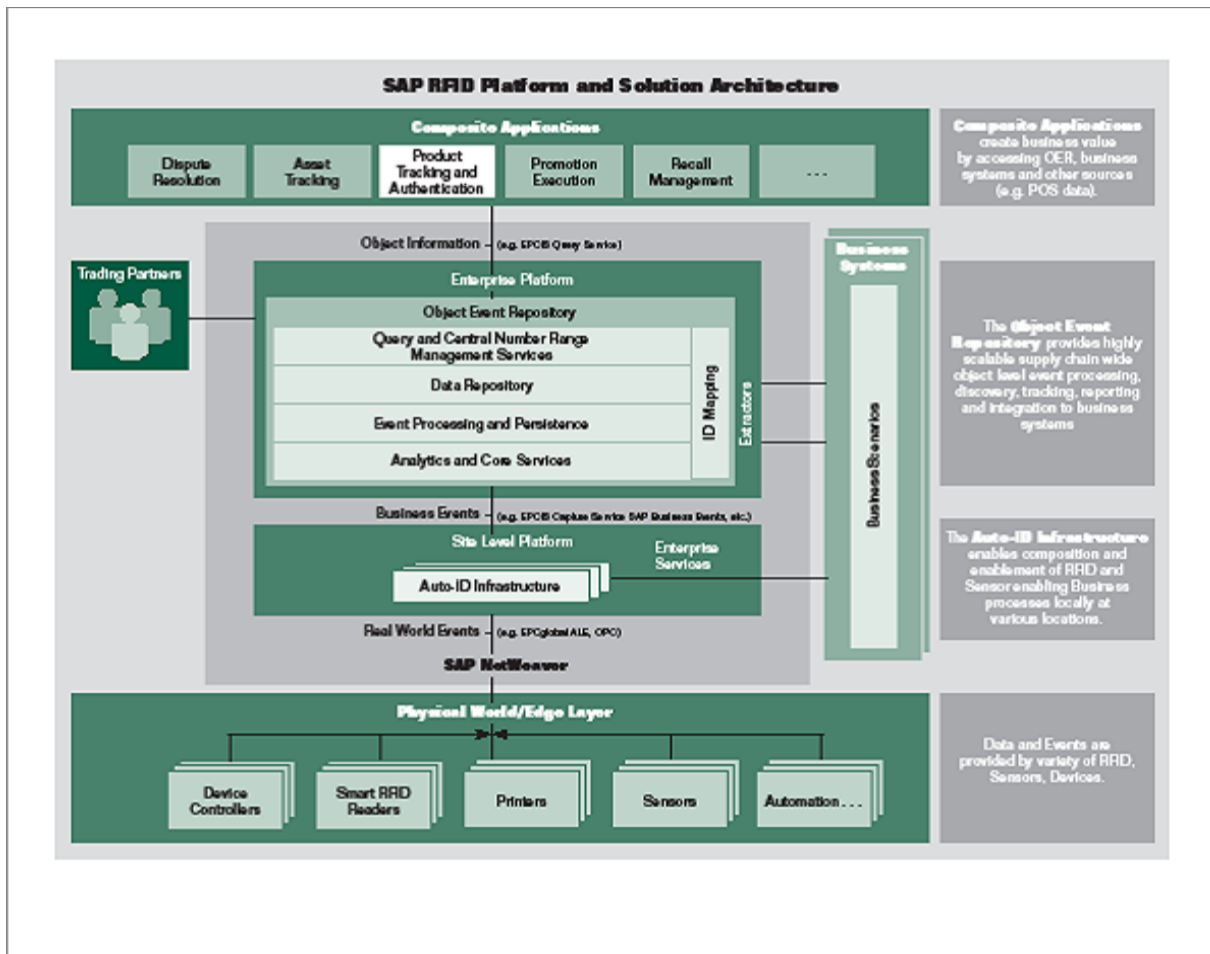 SAP RFID Platform and Solution Architecture
Composite Applications
Dispute
Resolution
Asset
Tracking
Product
Tracking and
Authentication
Promotion
Execution
Recall
Management
...
Composite Applications
create business value
by accessing OER, business
systems and other sources
(e.g. POS data).
Object Information
(e.g. EPCIS Query Service)
Trading Partners
Enterprise Platform
Object Event Repository
Query and Central Number Range
Management Services
Data Repository
Event Processing and Persistence
Analytics and Core Services
ID Mapping
Extractors
Business
Systems
Business Scenarios
The Object Event
Repository provides highly
scalable supply chain wide
object level event processing,
discovery, tracking, reporting
and integration to business
systems
Business Events
(e.g. EPCIS Capture Service SAP Business Events, etc.)
Site Level Platform
Enterprise
Services
Auto-ID Infrastructure
The Auto-ID Infrastructure
enables composition and
enablement of RFID and
Sensor enabling Business
processes locally at
various locations.
Real World Events
(e.g. EPCglobal ALE, OPC)
SAP NetWeaver
Physical World/Edge Layer
Device
Controllers
Smart RFID
Readers
Printers
Sensors
Automation . . .
Data and Events are
provided by variety of RFID,
Sensors, Devices.